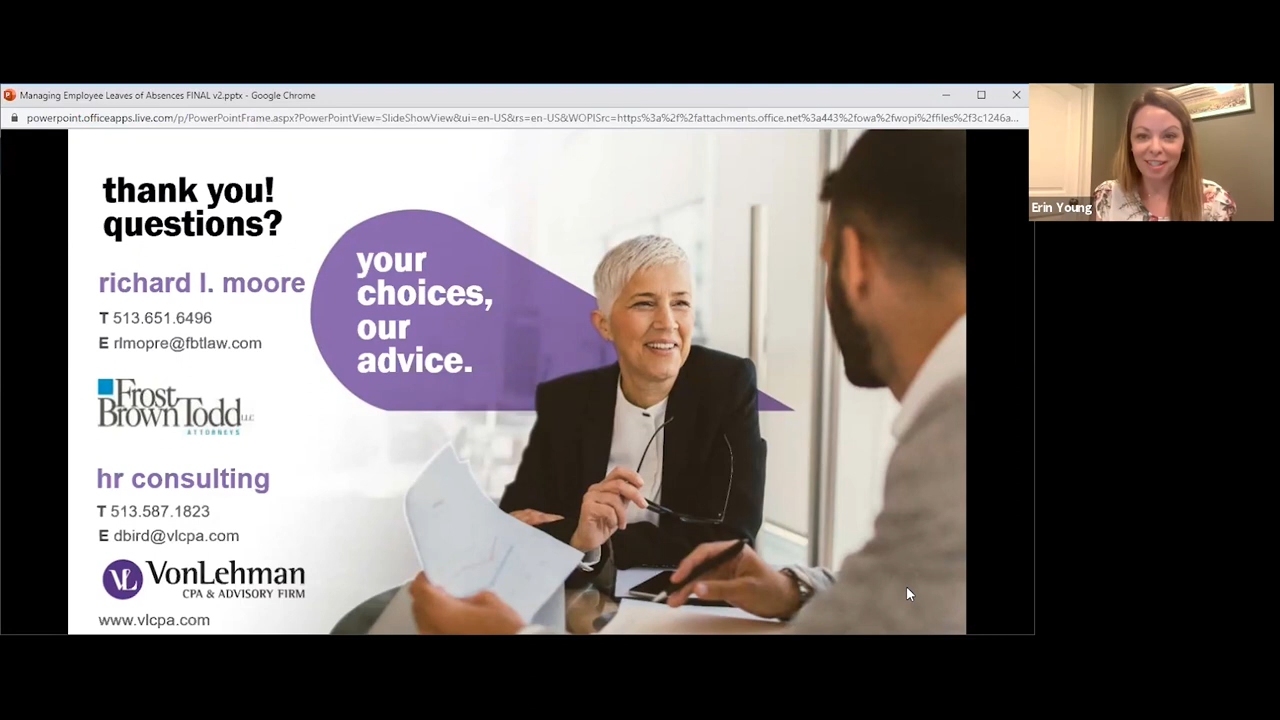 Managing Employee Leaves of Absences FINAL v2.pptx - Google Chrome
powerpoint.officeapps.live.com/p/PowerPointFrame.aspx?PowerPointView=SlideShowView&ui=en-US&rs=en-US&WOPISrc=https%3a%2f%2fattachments.office.net%3a443%2fowa%2fwopi%2ffiles%2f3c1246a...
Erin Young
thank you!
questions?
richard l. moore
T 513.651.6496
E rlmopre@fbtlaw.com
Frost
Brown Todd LLC
ATTORNEYS
hr consulting
T 513.587.1823
E dbird@vlcpa.com
VL VonLehman
CPA & ADVISORY FIRM
www.vlcpa.com
your
choices,
our
advice.